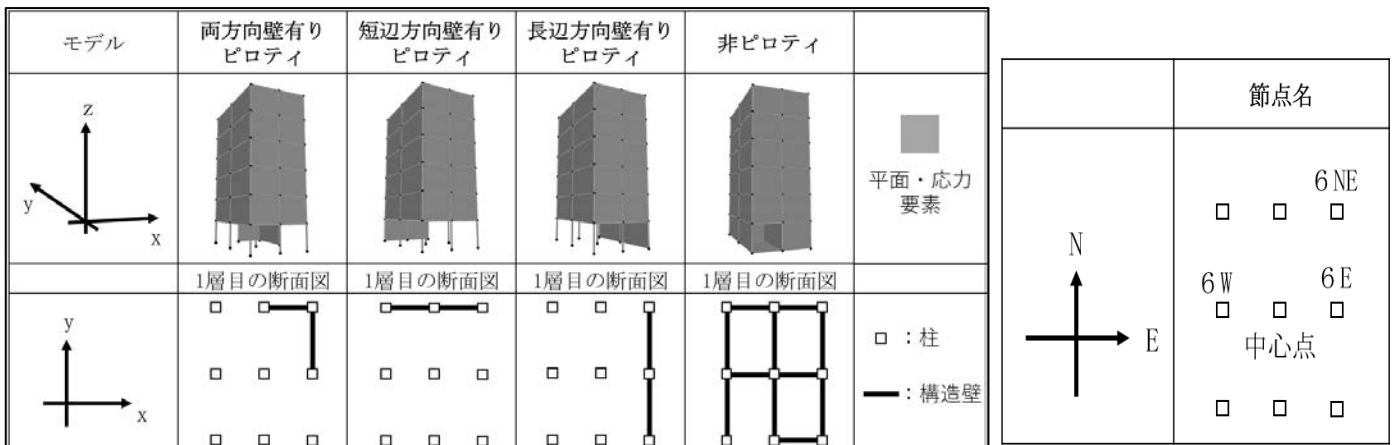 モデル
両方向壁有り
ピロティ
短辺方向壁有り
ピロティ
長辺方向壁有り
ピロティ
非ピロティ
z
y
x
平面・応力
要素
1層目の断面図
1層目の断面図
1層目の断面図
1層目の断面図
y
x
□ ：柱
：構造壁
節点名
N
E
6NE
6W
6E
中心点